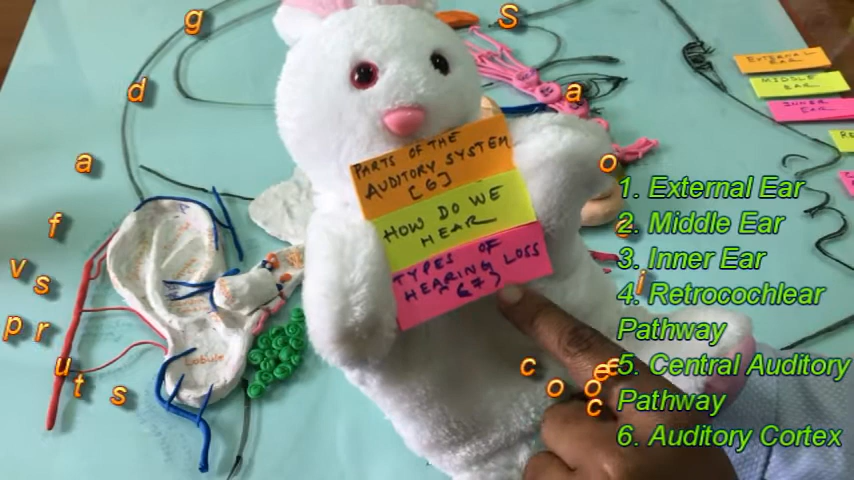 PARTS OF THE
AUDITORY SYSTEM
[6]
HOW DO WE
HEAR
TYPES OF
HEARING LOSS
[7]
EXTERNAL
EAR
MIDDLE
EAR
INNER
EAR
RE
Lobule
1. External Ear
2. Middle Ear
3. Inner Ear
4. Retrocochlear
Pathway
5. Central Auditory
Pathway
6. Auditory Cortex
g
S
d
a
a
o
f
v
s
i
p
r
u
t
s
c
o
o
e
e
c